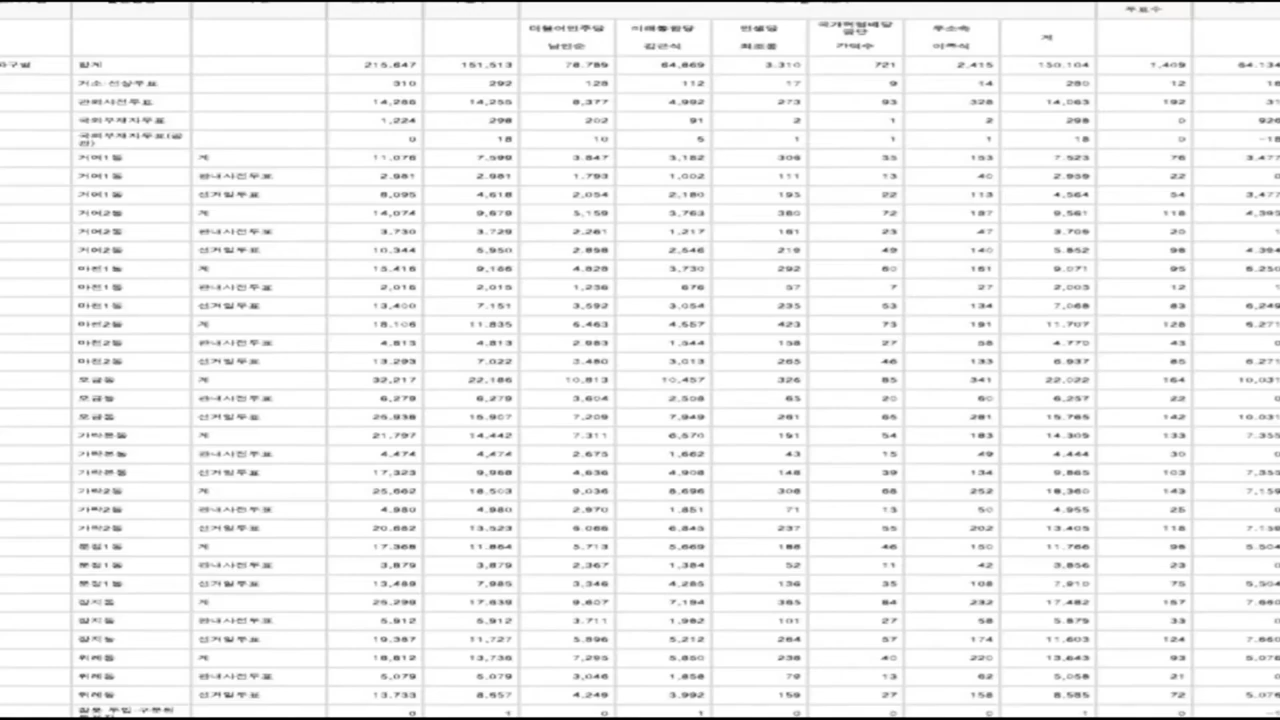 투표수
더불어민주당 미래통합당 민생당 국가혁명배당금당 무소속 계
남인순 김근식 최조웅
합계 215,647 151,513 78,789 64,869 3,310 721 2,415 150,104 1,409 64,134
거소·선상투표 310 292 128 112 17 9 14 280 12 18
관외사전투표 14,286 14,255 8,377 4,992 273 93 328 14,063 192 31
국외부재자투표 1,224 298 202 91 2 1 2 298 0 926
국외부재자투표(공관) 0 18 10 5 1 1 1 18 0 -18
거여1동 계 11,076 7,599 3,847 3,182 306 35 153 7,523 76 3,477
거여1동 관내사전투표 2,981 2,981 1,793 1,002 111 13 40 2,959 22 0
거여1동 선거일투표 8,095 4,618 2,054 2,180 195 22 113 4,564 54 3,477
거여2동 계 14,074 9,679 5,159 3,763 380 72 187 9,561 118
거여2동 관내사전투표 3,730 3,729 2,261 1,217 161 23 47 3,709 20 1
거여2동 선거일투표 10,344 5,950 2,898 2,546 219 49 140 5,852 98 4,394
마천1동 계 15,416 9,166 4,828 3,730 292 60 161 9,071 95 6,250
마천1동 관내사전투표 2,016 2,015 1,236 676 57 7 27 2,003 12 1
마천1동 선거일투표 13,400 7,151 3,592 3,054 235 53 134 7,068 83 6,249
마천2동 계 18,106 11,835 6,463 4,557 423 73 191 11,707 128 6,271
마천2동 관내사전투표 4,813 4,813 2,983 1,544 158 27 58 4,770 43 0
마천2동 선거일투표 13,293 7,022 3,480 3,013 265 46 133 6,937 85 6,271
오금동 계 32,217 22,186 10,813 10,457 326 85 341 22,022 164 10,031
오금동 관내사전투표 6,279 6,279 3,604 2,508 65 20 60 6,257 22 0
오금동 선거일투표 25,938 15,907 7,209 7,949 261 65 281 15,765 142 10,031
가락본동 계 21,797 14,442 7,311 6,570 191 54 183 14,309 133 7,355
가락본동 관내사전투표 4,474 4,474 2,675 1,662 43 15 49 4,444 30 0
가락본동 선거일투표 17,323 9,968 4,636 4,908 148 39 134 9,865 103 7,355
가락2동 계 25,662 18,503 9,036 8,696 308 68 252 18,360 143 7,159
가락2동 관내사전투표 4,980 4,980 2,970 1,851 71 13 50 4,955 25 0
가락2동 선거일투표 20,682 13,523 6,066 6,845 237 55 202 13,405 118
문정1동 계 17,368 11,864 5,713 5,669 188 46 150 11,766 98 5,504
문정1동 관내사전투표 3,879 3,879 2,367 1,384 52 11 42 3,856 23 0
문정1동 선거일투표 13,489 7,985 3,346 4,285 136 35 108 7,910 75 5,504
장지동 계 25,299 17,639 9,607 7,194 365 84 232 17,482 157 7,660
장지동 관내사전투표 5,912 5,912 3,711 1,982 101 27 58 5,879 33 0
장지동 선거일투표 19,387 11,727 5,896 5,212 264 57 174 11,603 124 7,660
위례동 계 18,812 13,736 7,295 5,850 238 40 220 13,643 93 5,076
위례동 관내사전투표 5,079 5,079 3,046 1,858 79 13 62 5,058 21 0
위례동 선거일투표 13,733 8,657 4,249 3,992 159 27 158 8,585 72 5,076
잘못 투입·구분된 0 1 0 1 0 0 0 1 0 -1